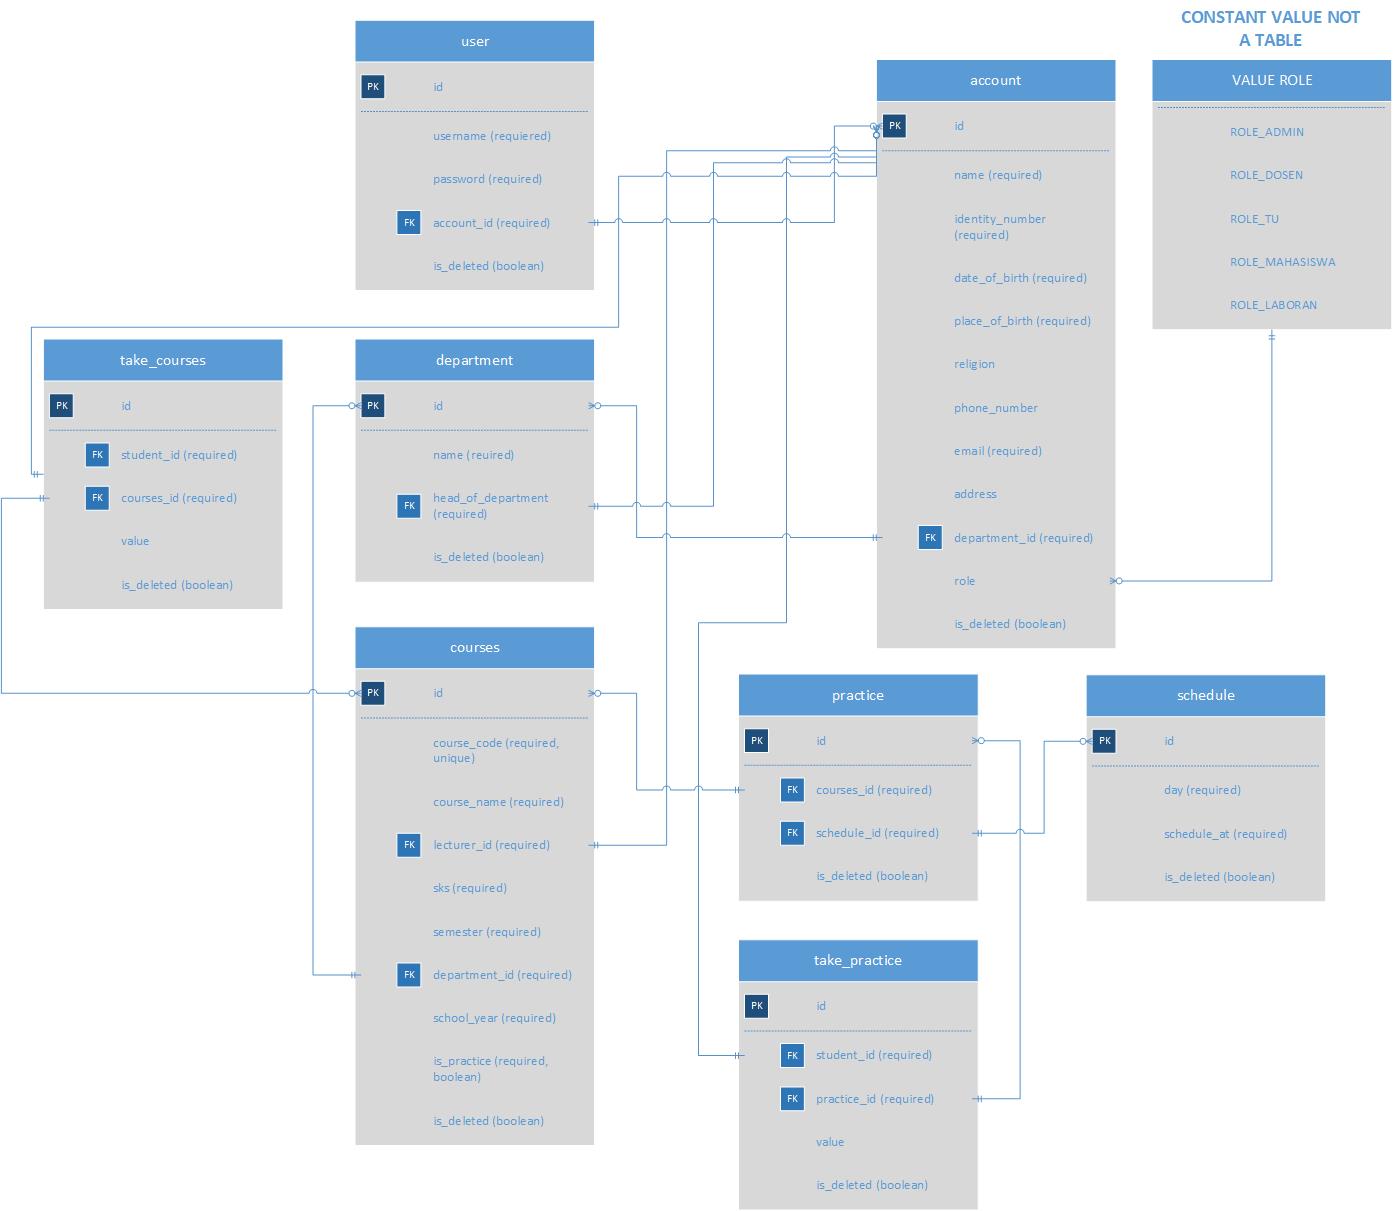 CONSTANT VALUE NOT
A TABLE
user
PK
id
username (requiered)
password (required)
FK
account_id (required)
is_deleted (boolean)
account
PK
id
name (required)
identity_number
(required)
date_of_birth (required)
place_of_birth (required)
religion
phone_number
email (required)
address
FK
department_id (required)
role
is_deleted (boolean)
VALUE ROLE
ROLE_ADMIN
ROLE_DOSEN
ROLE_TU
ROLE_MAHASISWA
ROLE_LABORAN
take_courses
PK
id
FK
student_id (required)
FK
courses_id (required)
value
is_deleted (boolean)
department
PK
id
name (reuired)
FK
head_of_department
(required)
is_deleted (boolean)
courses
PK
id
course_code (required,
unique)
course_name (required)
FK
lecturer_id (required)
sks (required)
semester (required)
FK
department_id (required)
school_year (required)
is_practice (required,
boolean)
is_deleted (boolean)
practice
PK
id
FK
courses_id (required)
FK
schedule_id (required)
is_deleted (boolean)
schedule
PK
id
day (required)
schedule_at (required)
is_deleted (boolean)
take_practice
PK
id
FK
student_id (required)
FK
practice_id (required)
value
is_deleted (boolean)